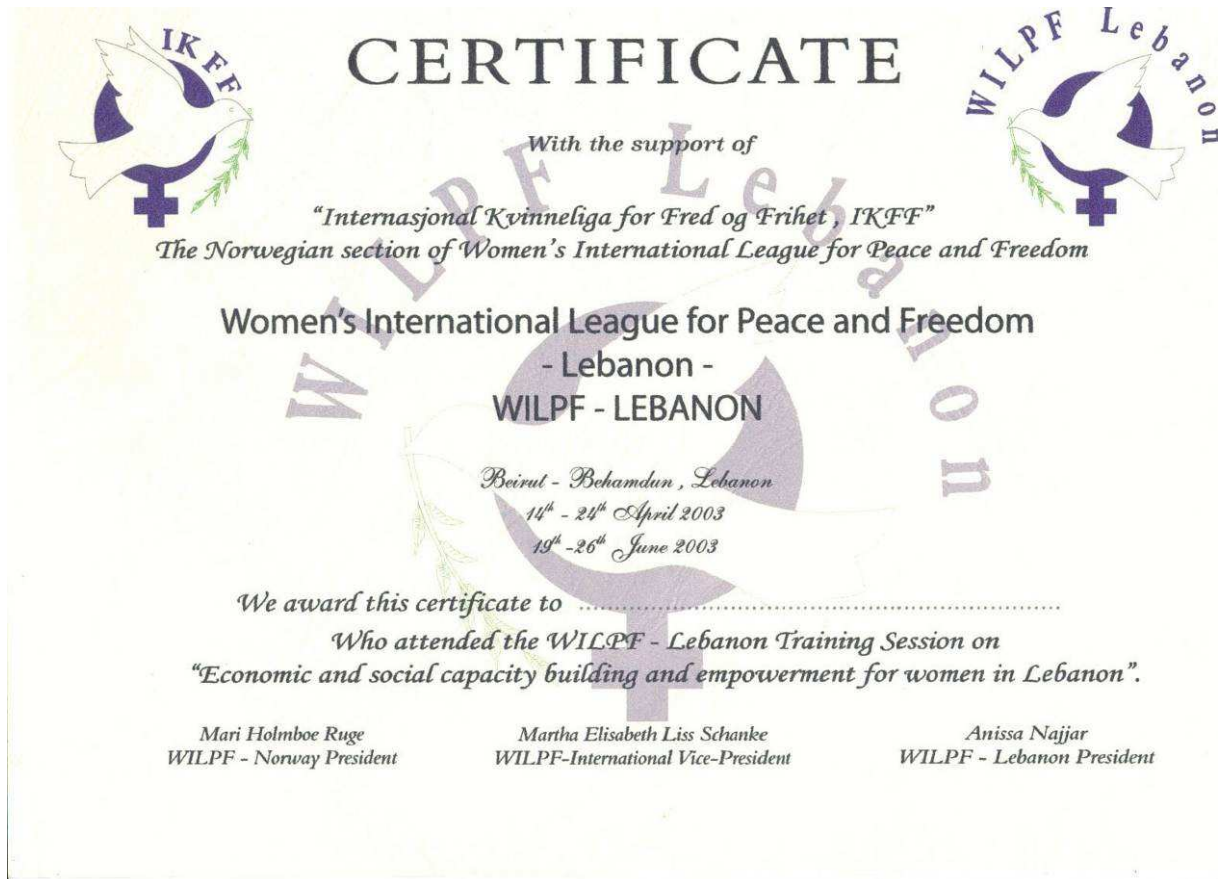 IKFF
CERTIFICATE
WILPF Lebanon
With the support of
WILPF Lebanon
“Internasjonal Kvinneliga for Fred og Frihet , IKFF”
The Norwegian section of Women's International League for Peace and Freedom
Women's International League for Peace and Freedom
- Lebanon -
WILPF - LEBANON
Beirut - Behamdun , Lebanon
14th - 24th April 2003
19th -26th June 2003
We award this certificate to ......................................................................
Who attended the WILPF - Lebanon Training Session on
“Economic and social capacity building and empowerment for women in Lebanon”.
Mari Holmboe Ruge Martha Elisabeth Liss Schanke Anissa Najjar
WILPF - Norway President WILPF-International Vice-President WILPF - Lebanon President